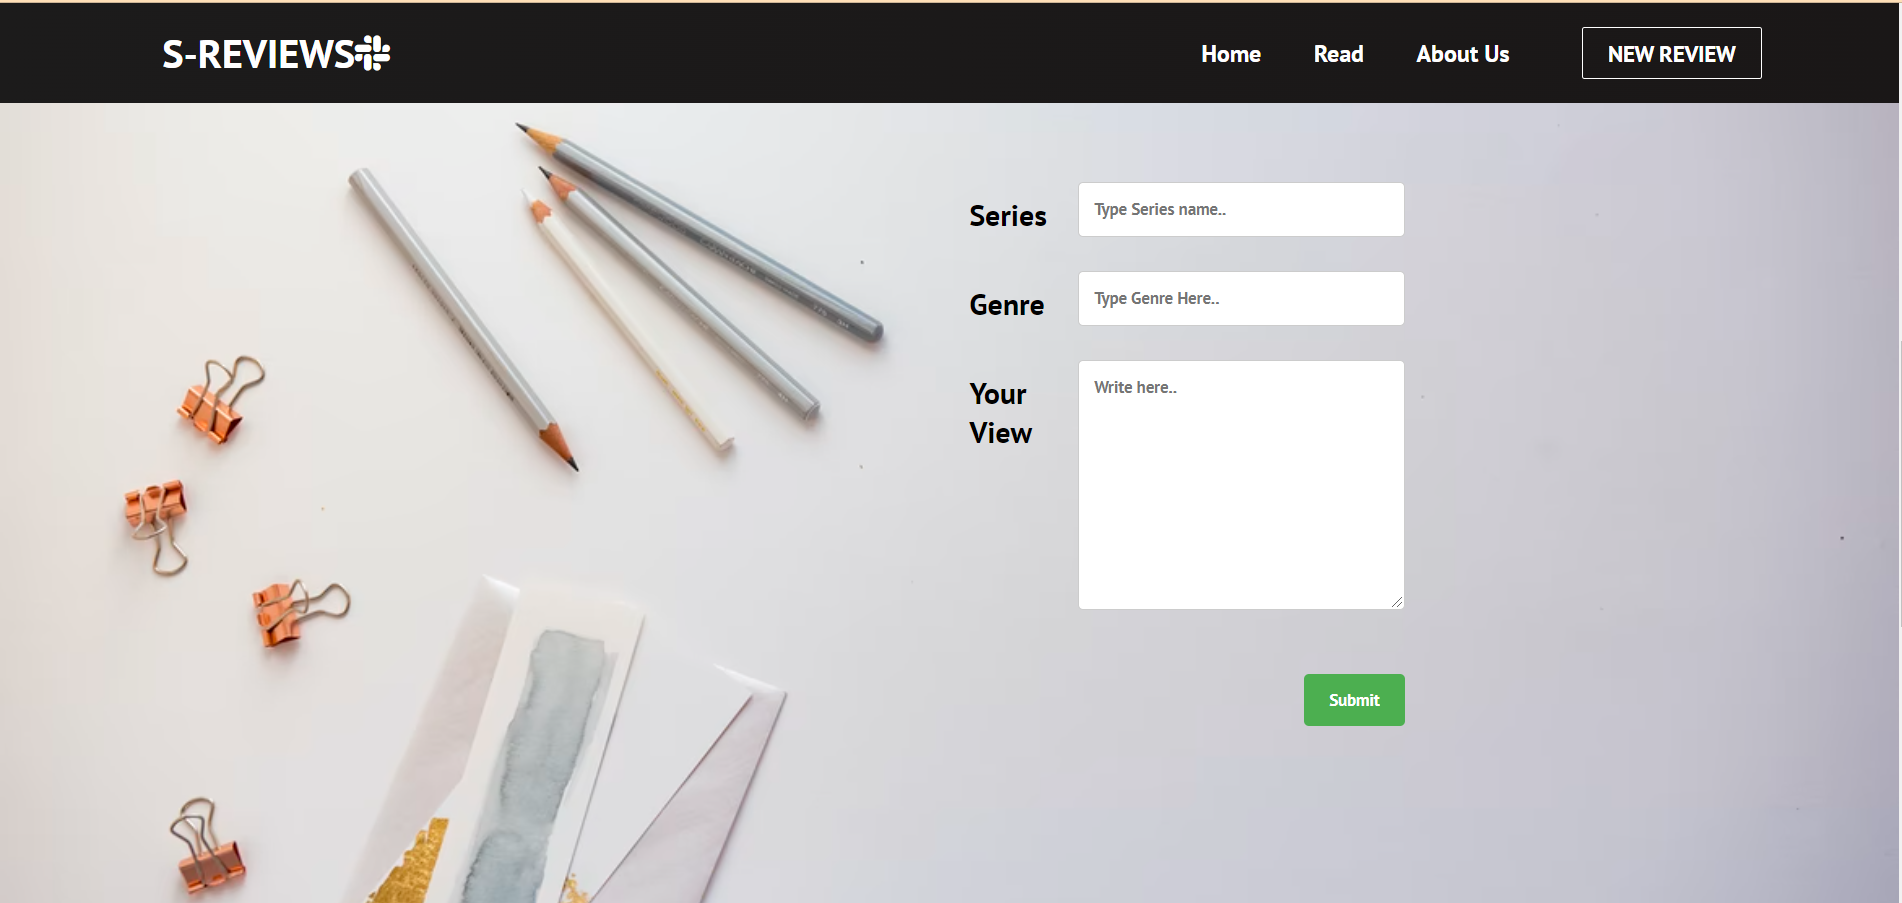 S-REVIEWS
Home
Read
About Us
NEW REVIEW
Series
Type Series name..
Genre
Type Genre Here..
Your
View
Write here..
Submit